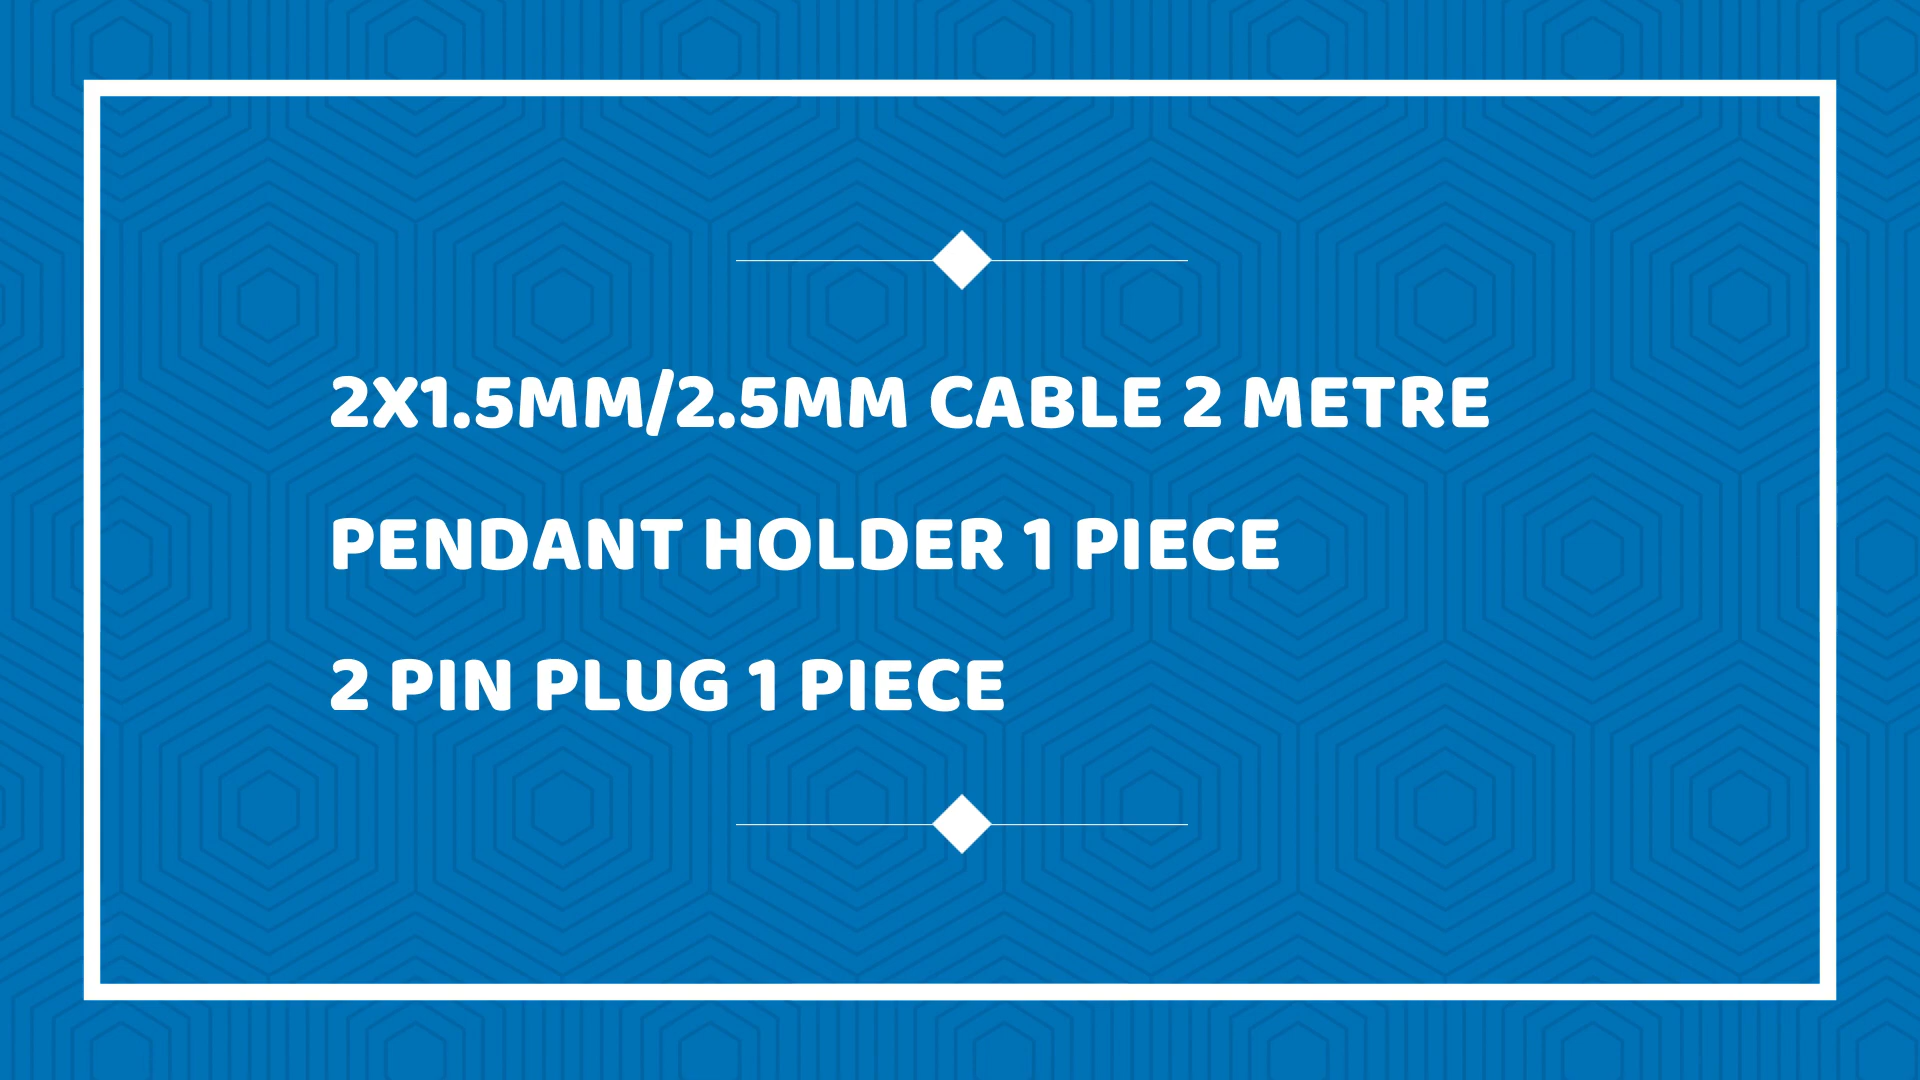 2X1.5MM/2.5MM CABLE 2 METRE
PENDANT HOLDER 1 PIECE
2 PIN PLUG 1 PIECE